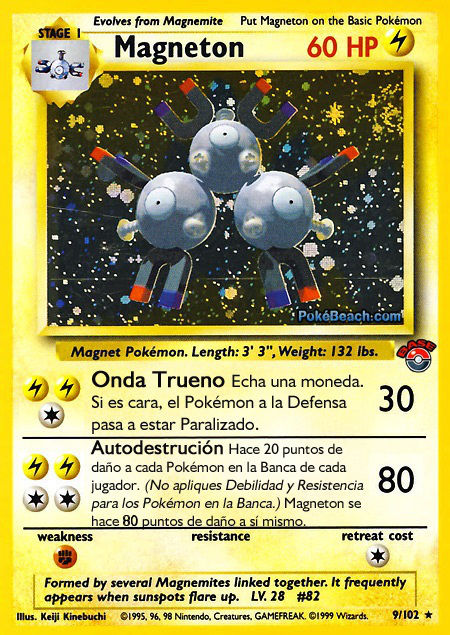 Evolves from Magnemite Put Magneton on the Basic Pokémon
STAGE 1
Magneton 60 HP
PokéBeach.com
Magnet Pokémon. Length: 3' 3", Weight: 132 lbs.
BASE
Onda Trueno Echa una moneda.
Si es cara, el Pokémon a la Defensa
pasa a estar Paralizado.
30
Autodestrución Hace 20 puntos de
daño a cada Pokémon en la Banca de cada
jugador. (No apliques Debilidad y Resistencia
para los Pokémon en la Banca.) Magneton se
hace 80 puntos de daño a sí mismo.
80
weakness resistance retreat cost
Formed by several Magnemites linked together. It frequently
appears when sunspots flare up. LV. 28 #82
Illus. Keiji Kinebuchi ©1995, 96, 98 Nintendo, Creatures, GAMEFREAK. ©1999 Wizards. 9/102 ★